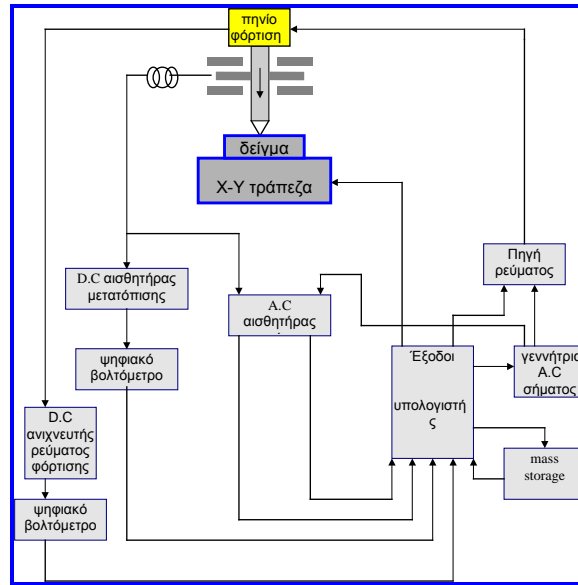 πηνίο
φόρτιση
δείγμα
X-Y τράπεζα
Πηγή
ρεύματος
D.C αισθητήρας
μετατόπισης
A.C
αισθητήρας
ψηφιακό
βολτόμετρο
Έξοδοι
υπολογιστή
ς
γεννήτρια
A.C
σήματος
D.C
ανιχνευτής
ρεύματος
φόρτισης
mass
storage
ψηφιακό
βολτόμετρο